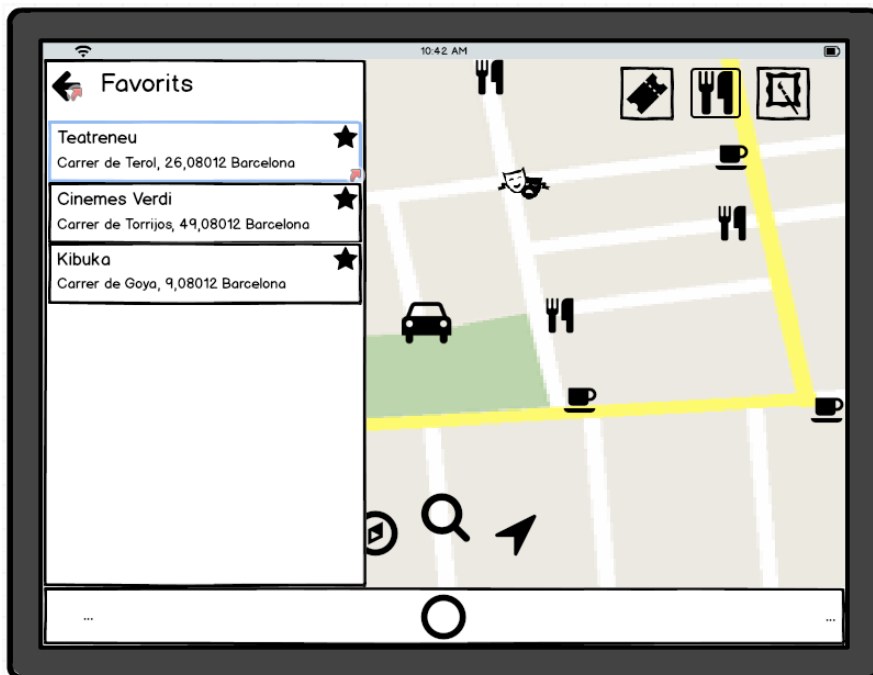 10:42 AM
Favorits
Teatreneu
Carrer de Terol, 26,08012 Barcelona
Cinemes Verdi
Carrer de Torrijos, 49,08012 Barcelona
Kibuka
Carrer de Goya, 9,08012 Barcelona
... ...